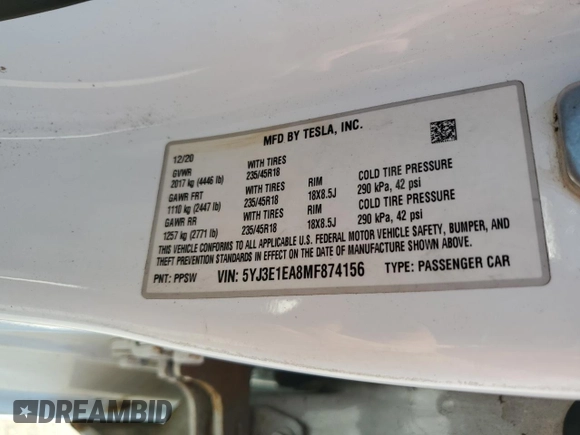 MFD BY TESLA, INC.
12/20
GVWR WITH TIRES
2017 kg (4446 lb) 235/45R18 RIM COLD TIRE PRESSURE
GAWR FRT WITH TIRES 18X8.5J 290 kPa, 42 psi
1110 kg (2447 lb) 235/45R18 RIM COLD TIRE PRESSURE
GAWR RR WITH TIRES 18X8.5J 290 kPa, 42 psi
1257 kg (2771 lb) 235/45R18
THIS VEHICLE CONFORMS TO ALL APPLICABLE U.S. FEDERAL MOTOR VEHICLE SAFETY, BUMPER, AND
THEFT PREVENTION STANDARDS IN EFFECT ON THE DATE OF MANUFACTURE SHOWN ABOVE.
PNT: PPSW VIN: 5YJ3E1EA8MF874156 TYPE: PASSENGER CAR
DREAMBID